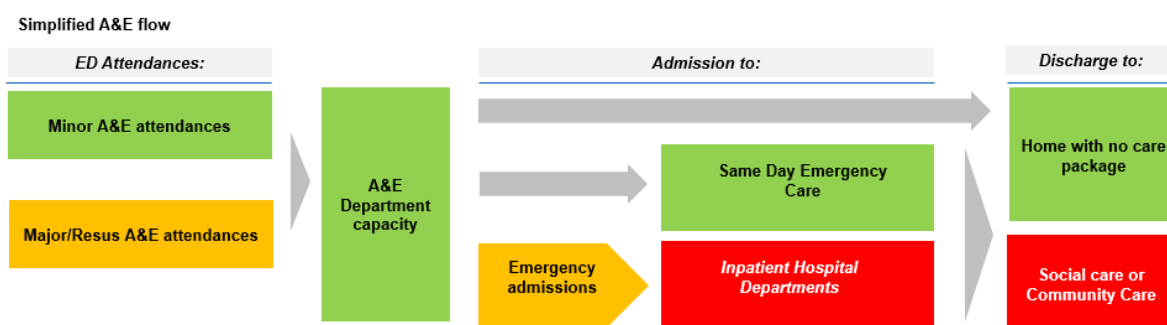 Simplified A&E flow
ED Attendances:
Admission to:
Discharge to:
Minor A&E attendances
Major/Resus A&E attendances
A&E
Department
capacity
Same Day Emergency
Care
Emergency
admissions
Inpatient Hospital
Departments
Home with no care
package
Social care or
Community Care